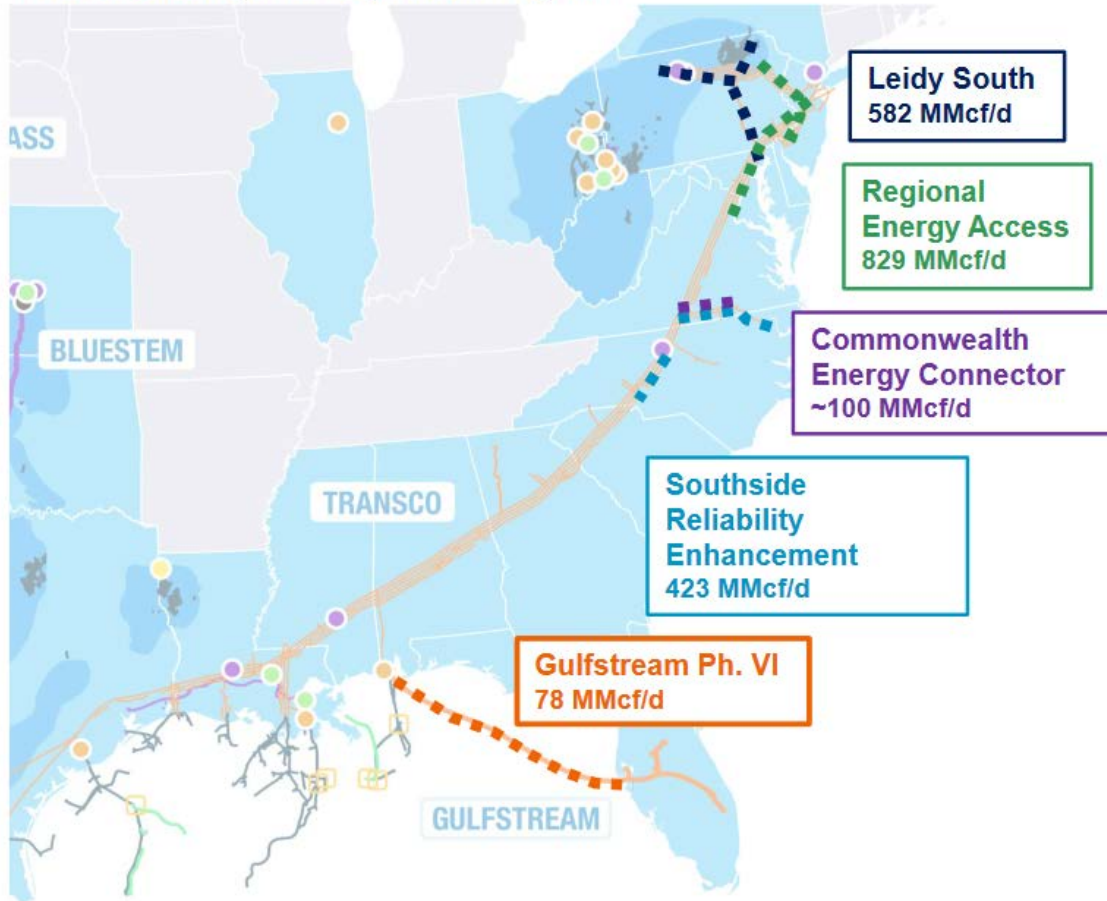 Leidy South
582 MMcf/d
ASS
Regional
Energy Access
829 MMcf/d
Commonwealth
Energy Connector
~100 MMcf/d
BLUESTEM
TRANSCO
Southside
Reliability
Enhancement
423 MMcf/d
Gulfstream Ph. VI
78 MMcf/d
GULFSTREAM